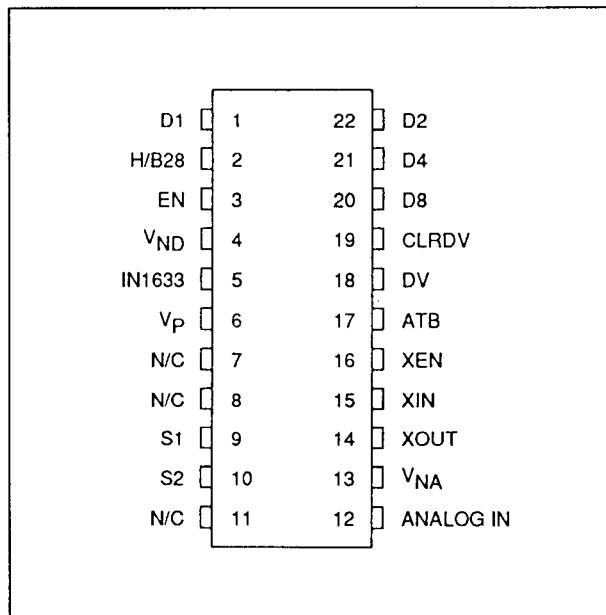 D1 1 22 D2
H/B28 2 21 D4
EN 3 20 D8
VND 4 19 CLRDV
IN1633 5 18 DV
VP 6 17 ATB
N/C 7 16 XEN
N/C 8 15 XIN
S1 9 14 XOUT
S2 10 13 VNA
N/C 11 12 ANALOG IN